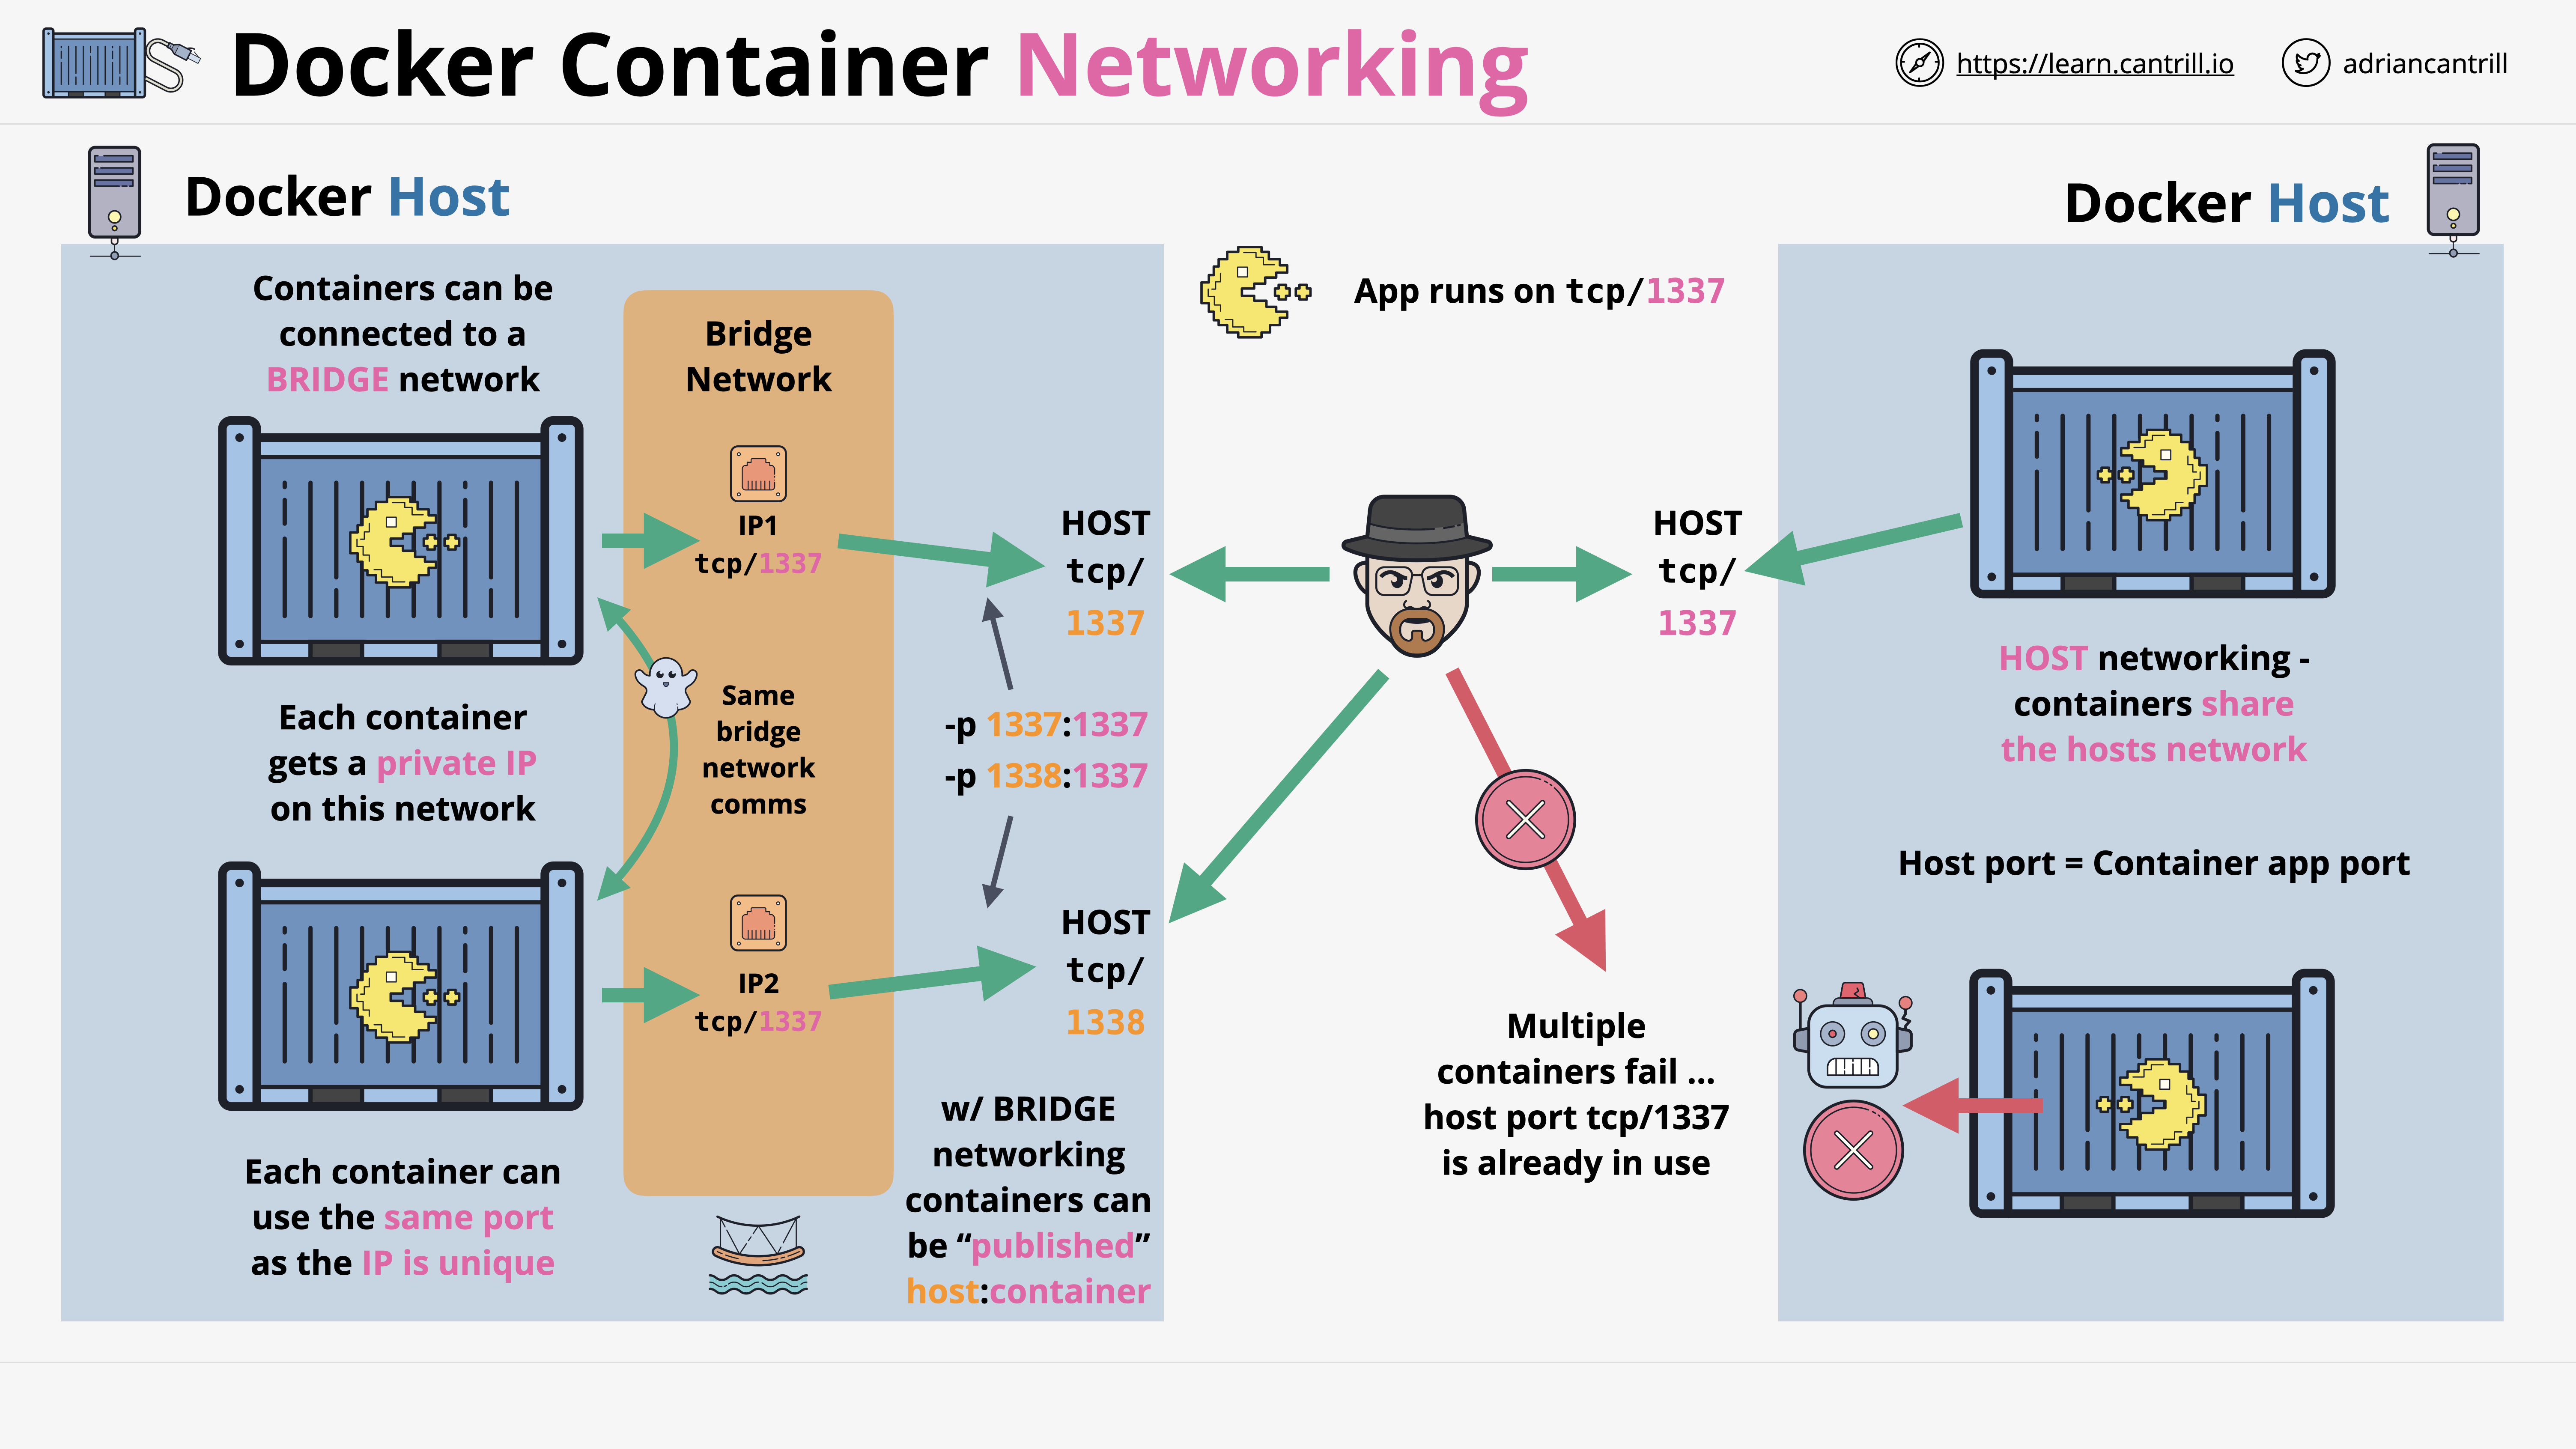 Docker Container Networking
https://learn.cantrill.io
adriancantrill
Docker Host
Containers can be
connected to a
BRIDGE network
Each container
gets a private IP
on this network
Each container can
use the same port
as the IP is unique
Bridge
Network
IP1
tcp/1337
Same
bridge
network
comms
IP2
tcp/1337
HOST
tcp/
1337
-p 1337:1337
-p 1338:1337
HOST
tcp/
1338
w/ BRIDGE
networking
containers can
be “published”
host:container
App runs on tcp/1337
HOST
tcp/
1337
Multiple
containers fail ...
host port tcp/1337
is already in use
Docker Host
HOST networking -
containers share
the hosts network
Host port = Container app port